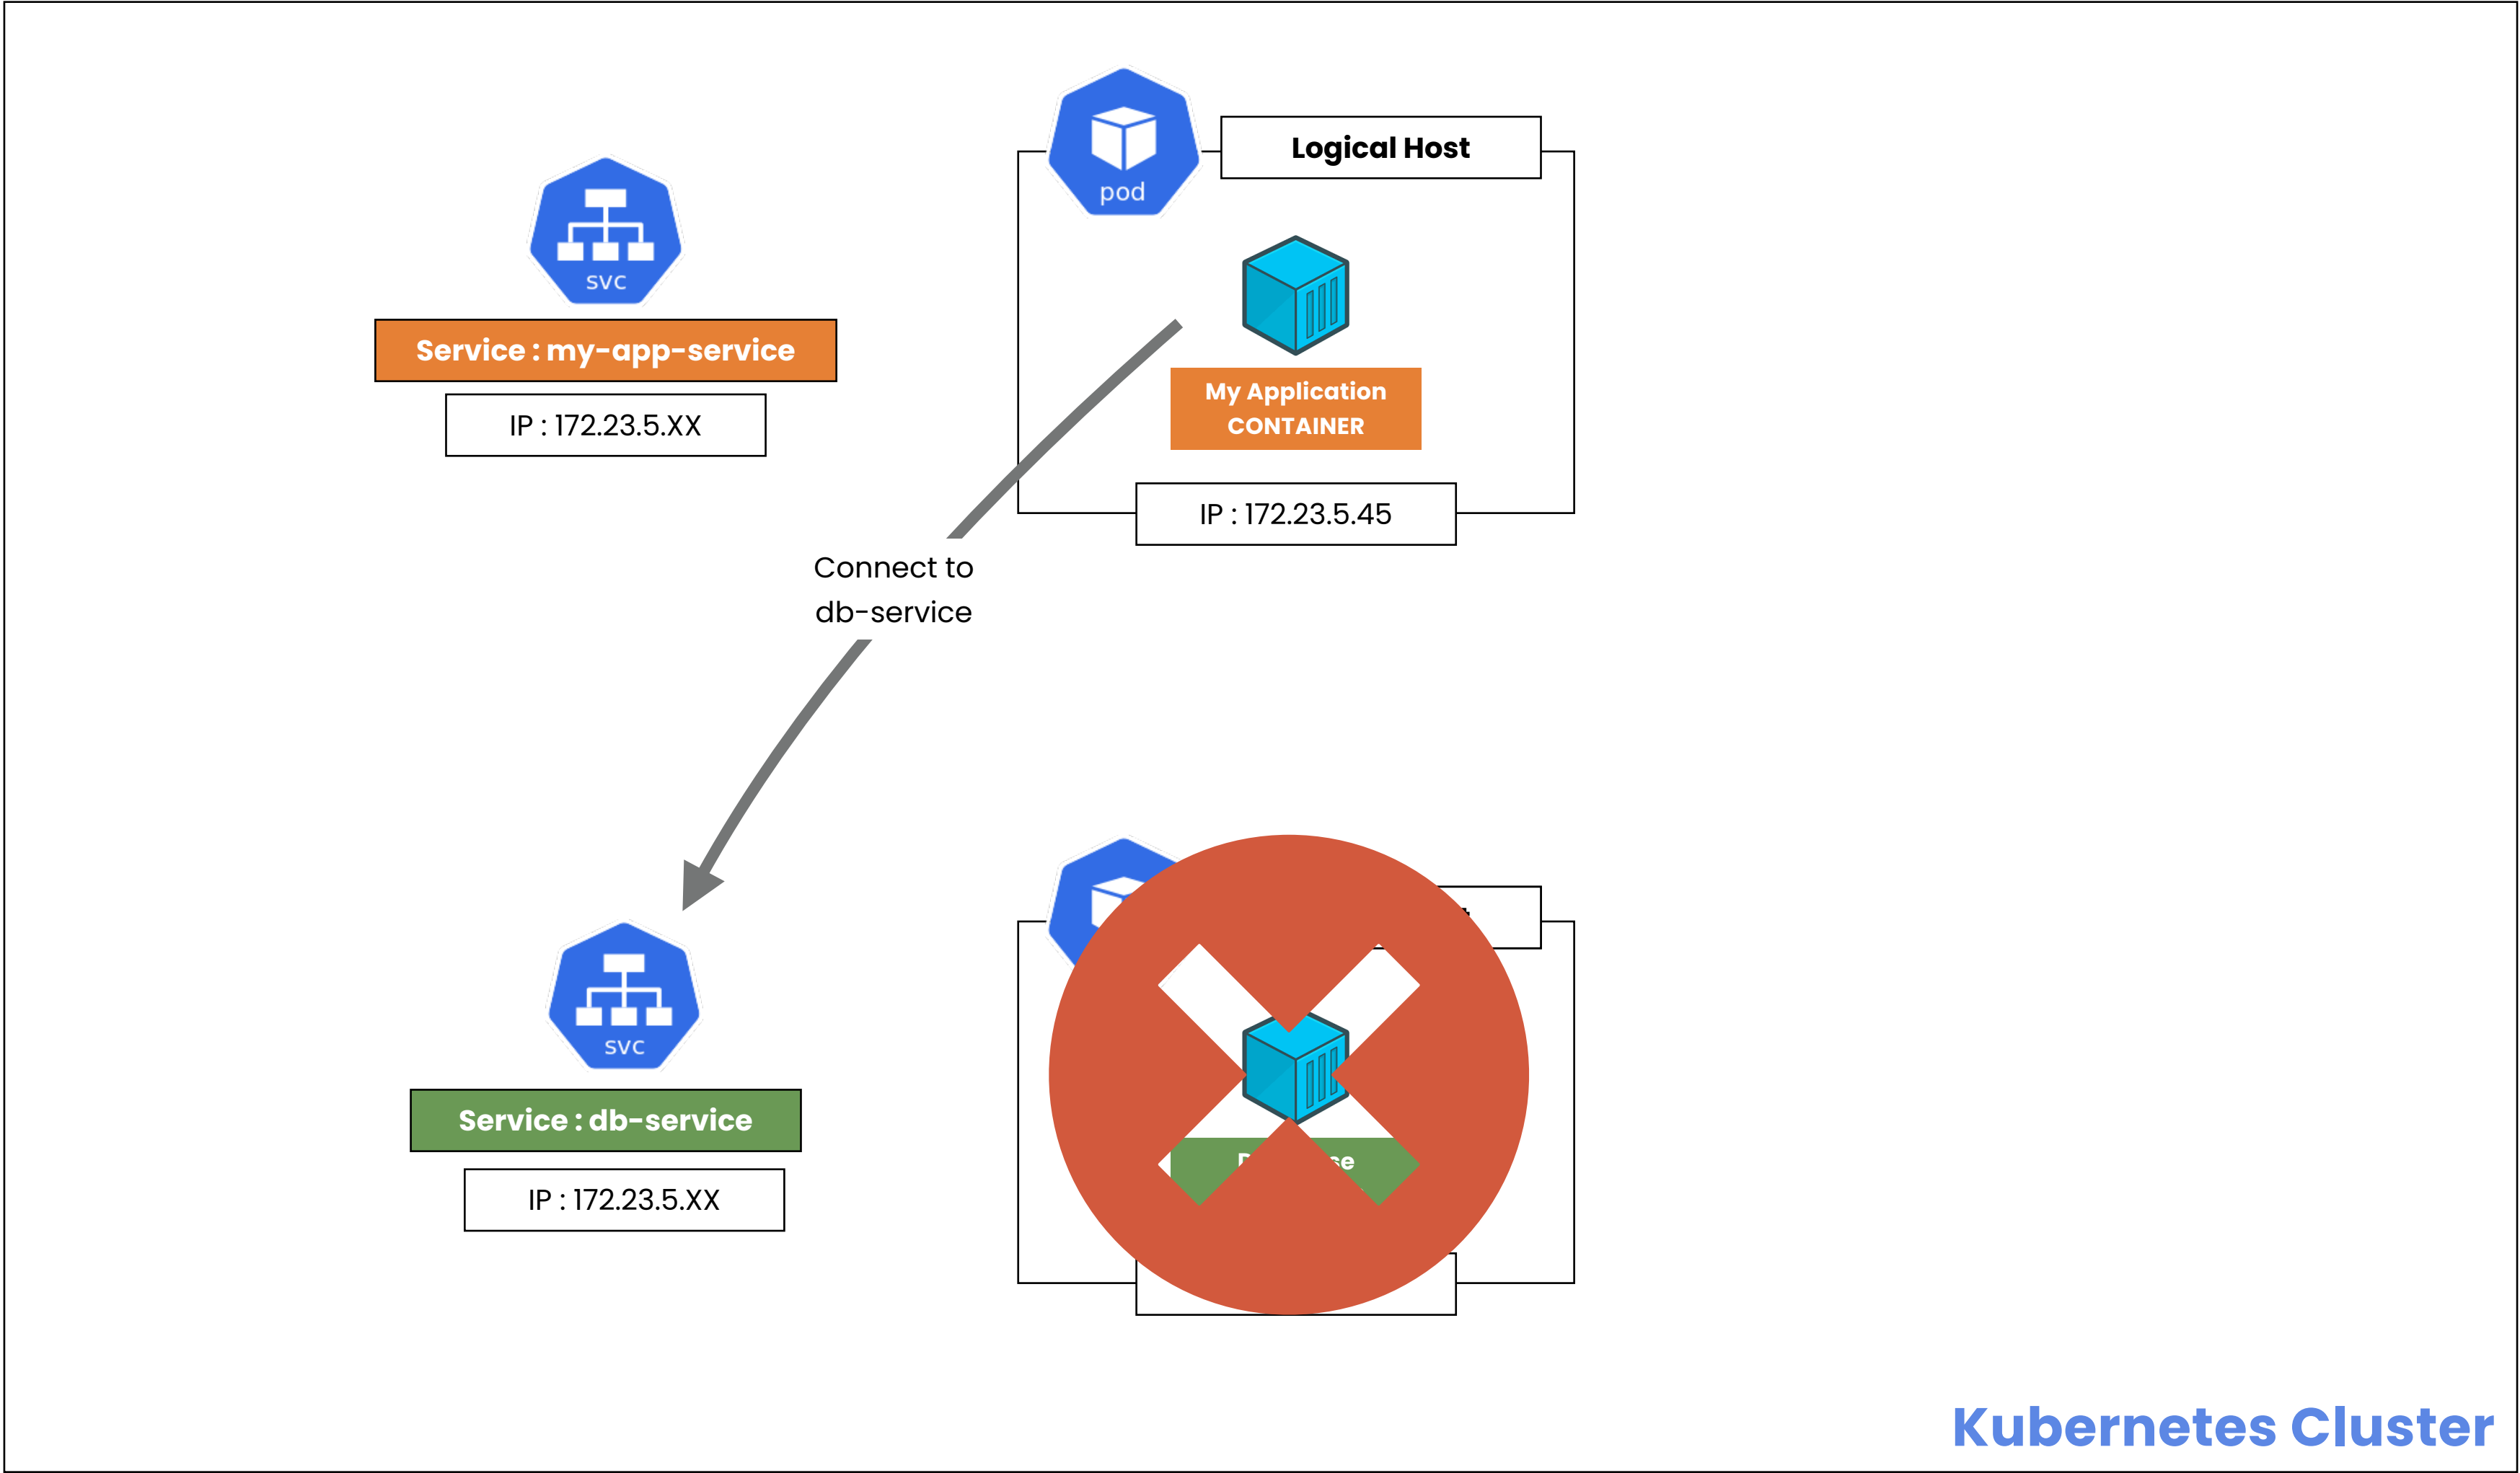 pod
Logical Host
svc
Service : my-app-service
IP : 172.23.5.XX
My Application
CONTAINER
IP : 172.23.5.45
Connect to
db-service
svc
Service : db-service
IP : 172.23.5.XX
Kubernetes Cluster